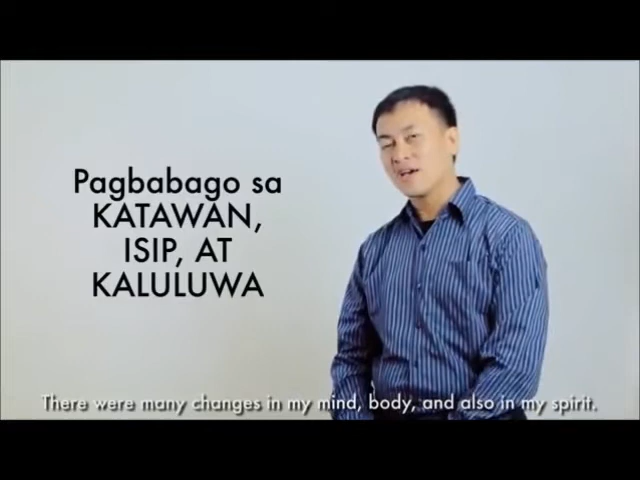 Pagbabago sa
KATAWAN,
ISIP, AT
KALULUWA
There were many changes in my mind, body, and also in my spirit.